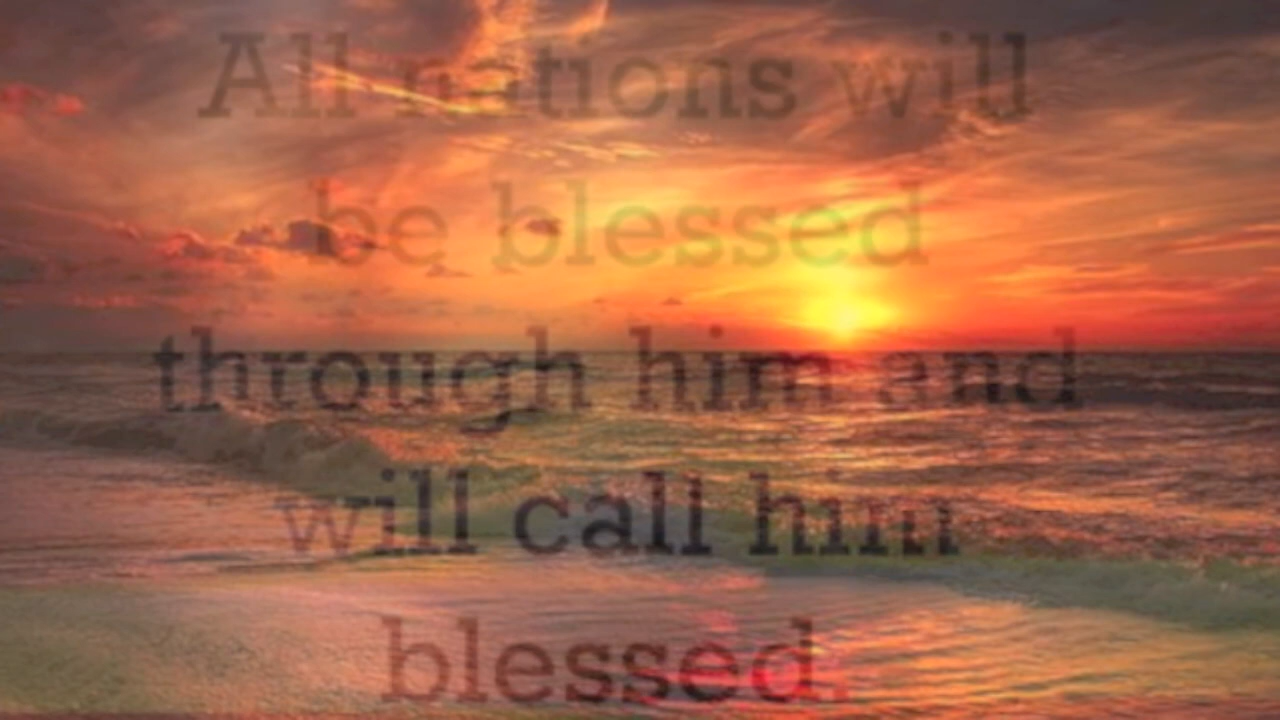 All nations will
be blessed
through him and
will call him
blessed.